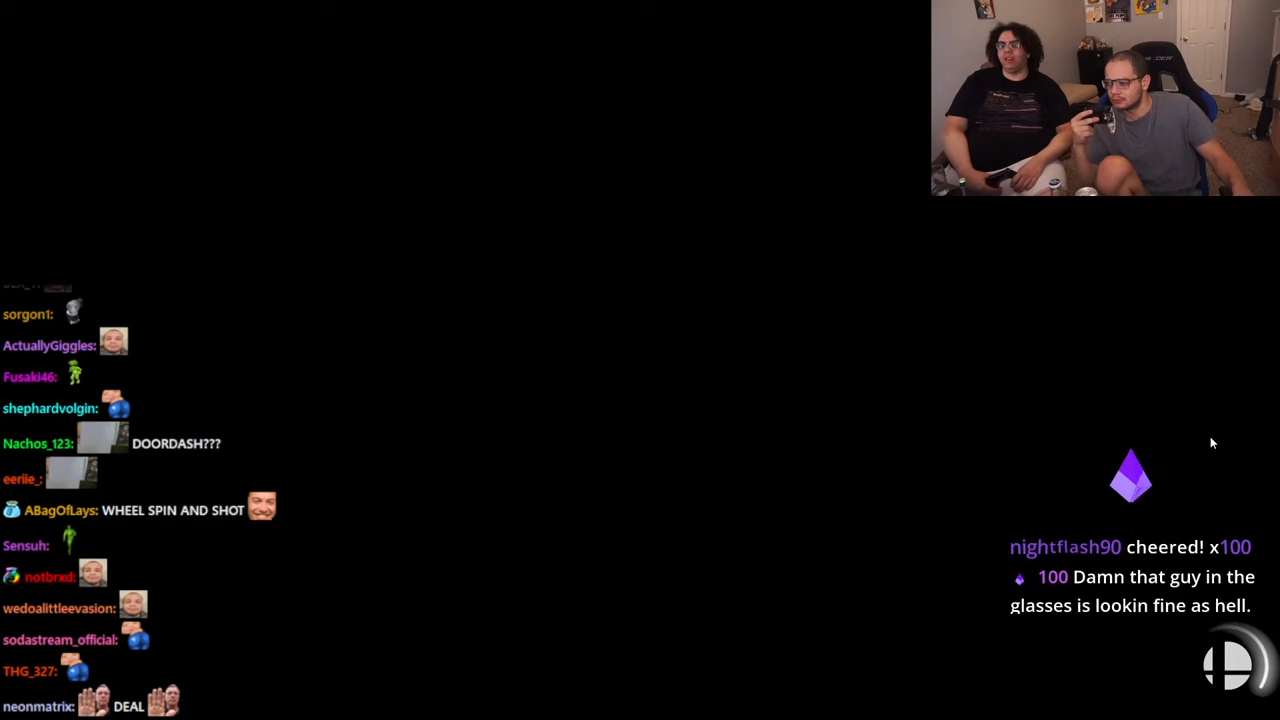 sorgon1:
ActuallyGiggles:
Fusaki46:
shephardvolgin:
Nachos_123: DOORDASH???
eeriie_:
ABagOfLays: WHEEL SPIN AND SHOT
Sensuh:
notbrxd:
wedoalittleevasion:
sodastream_official:
THG_327:
neonmatrix: DEAL
nightflash90 cheered! x100
100 Damn that guy in the
glasses is lookin fine as hell.